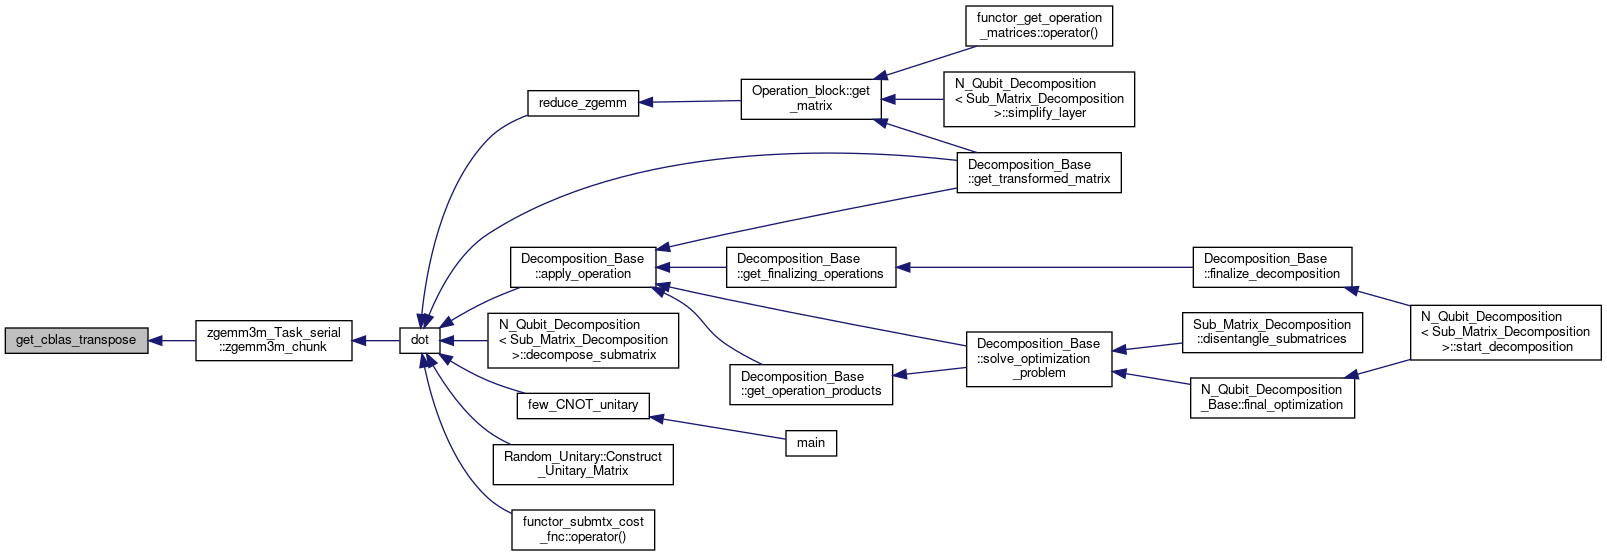 get_cblas_transpose
zgemm3m_Task_serial
::zgemm3m_chunk
dot
reduce_zgemm
Operation_block::get
_matrix
functor_get_operation
_matrices::operator()
N_Qubit_Decomposition
< Sub_Matrix_Decomposition
>::simplify_layer
Decomposition_Base
::get_transformed_matrix
Decomposition_Base
::apply_operation
Decomposition_Base
::get_finalizing_operations
Decomposition_Base
::finalize_decomposition
N_Qubit_Decomposition
< Sub_Matrix_Decomposition
>::start_decomposition
N_Qubit_Decomposition
< Sub_Matrix_Decomposition
>::decompose_submatrix
Decomposition_Base
::get_operation_products
Decomposition_Base
::solve_optimization
_problem
Sub_Matrix_Decomposition
::disentangle_submatrices
N_Qubit_Decomposition
_Base::final_optimization
few_CNOT_unitary
main
Random_Unitary::Construct
_Unitary_Matrix
functor_submtx_cost
_fnc::operator()